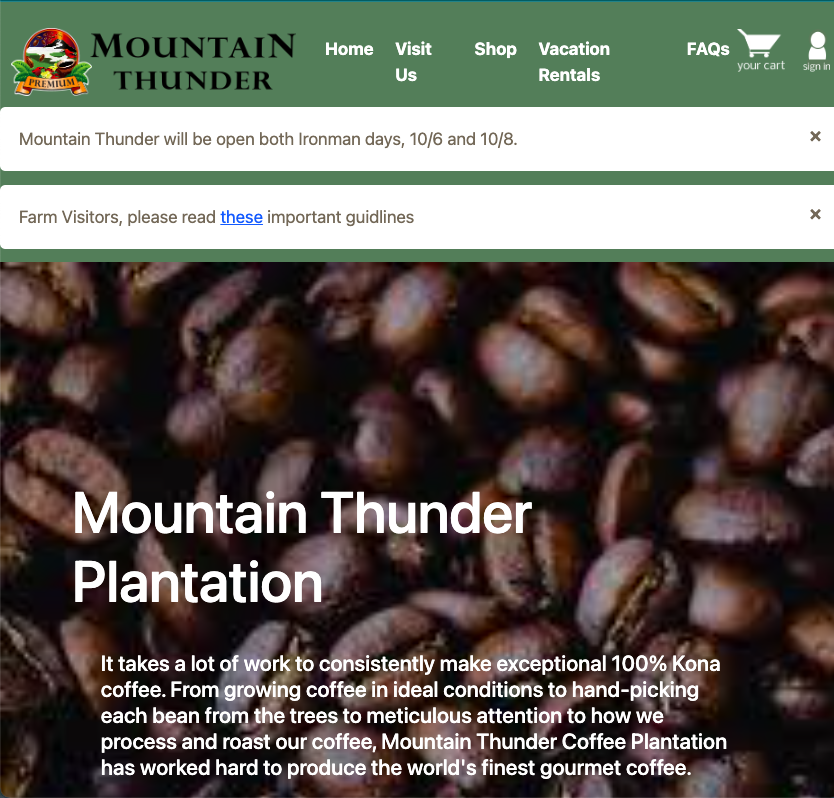 PREMIUM
MOUNTAIN
THUNDER
Home
Visit
Us
Shop
Vacation
Rentals
FAQs
your cart
sign in
Mountain Thunder will be open both Ironman days, 10/6 and 10/8.
×
Farm Visitors, please read these important guidlines
×
Mountain Thunder
Plantation
It takes a lot of work to consistently make exceptional 100% Kona
coffee. From growing coffee in ideal conditions to hand-picking
each bean from the trees to meticulous attention to how we
process and roast our coffee, Mountain Thunder Coffee Plantation
has worked hard to produce the world's finest gourmet coffee.